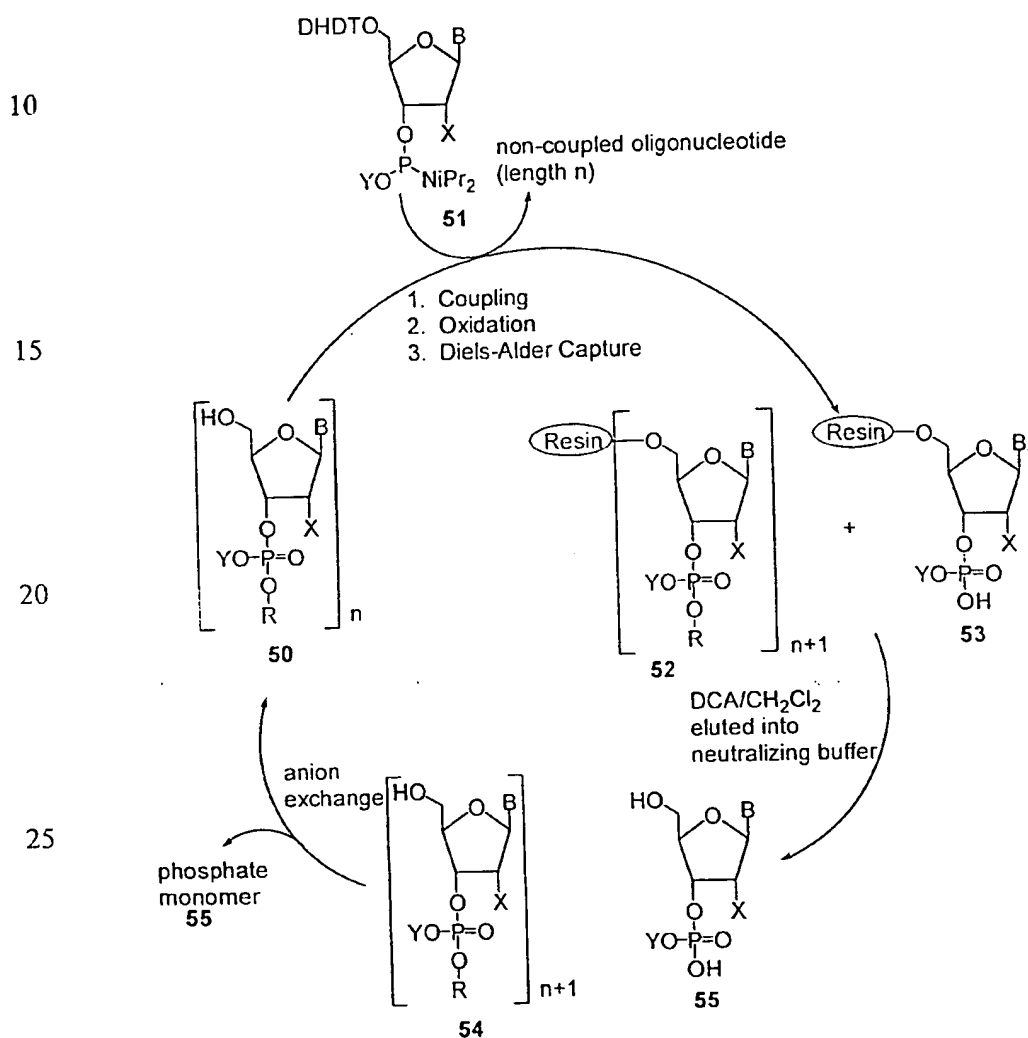 DHDTO
O
B
10
O
X
P
YO
NiPr2
51
non-coupled oligonucleotide
(length n)
1. Coupling
2. Oxidation
3. Diels-Alder Capture
15
HO
O
B
O
X
YO-P=O
O
R
n
50
Resin
O
O
B
O
X
YO-P=O
O
R
n+1
52
+
Resin
O
O
B
O
X
YO-P=O
OH
53
20
DCA/CH2Cl2
eluted into
neutralizing buffer
anion
exchange
HO
O
B
O
X
YO-P=O
O
R
n+1
54
HO
O
B
O
X
YO-P=O
OH
55
25
phosphate
monomer
55